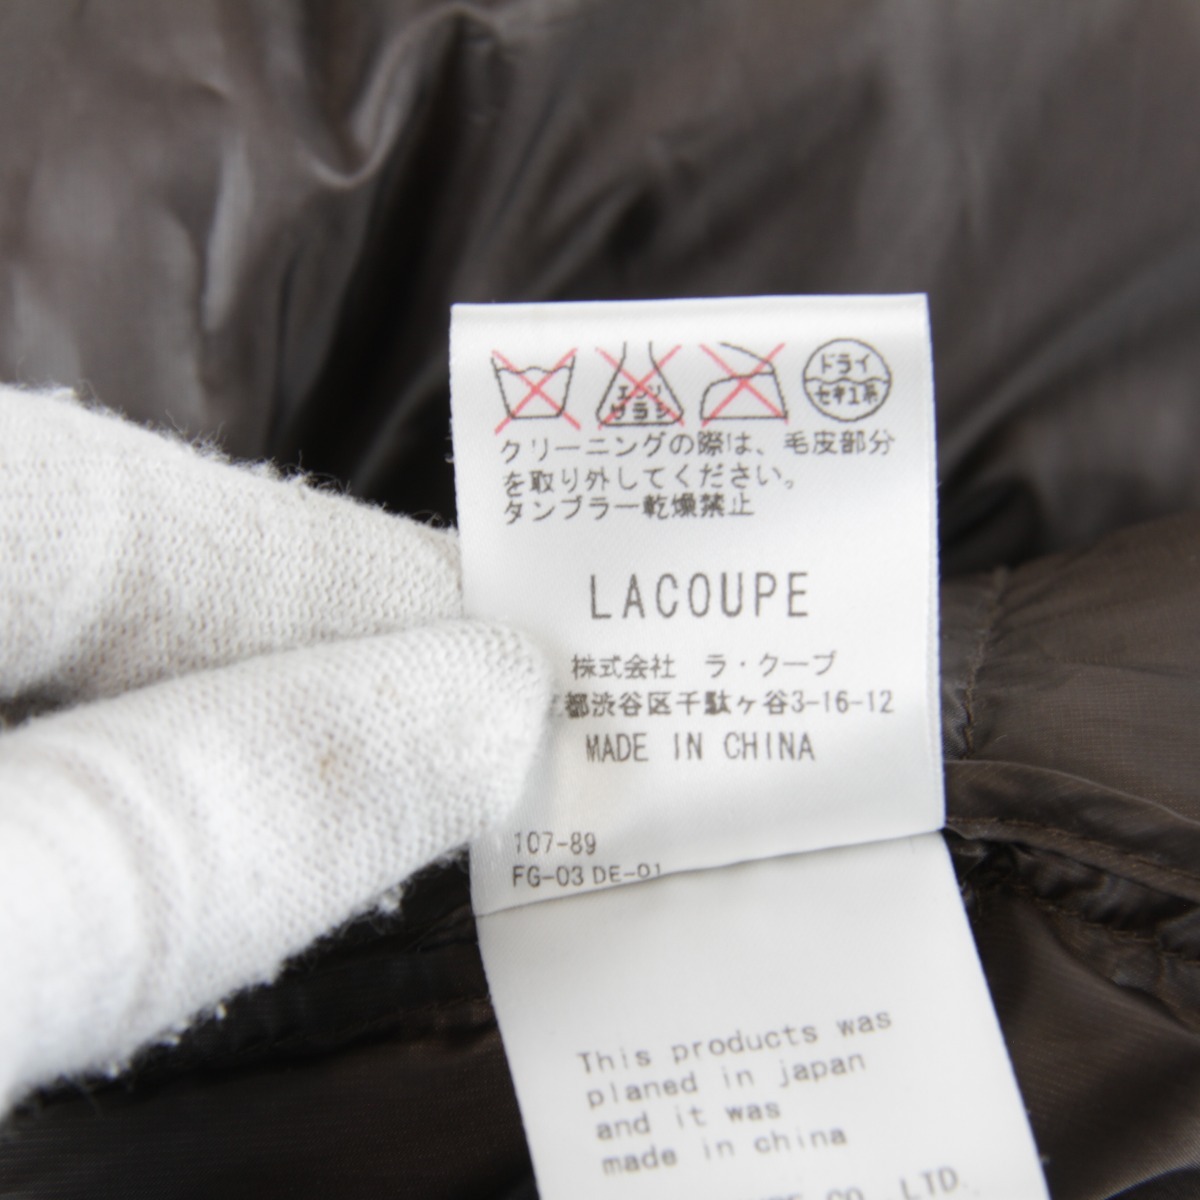 エンソ
サラシ
ドライ
セキユ系
クリーニングの際は、毛皮部分
を取り外してください。
タンブラー乾燥禁止
LACOUPE
株式会社 ラ・クープ
都渋谷区千駄ヶ谷3-16-12
MADE IN CHINA
107-89
FG-03 DE-01
This products was
planed in japan
and it was
made in china
CO.,LTD.